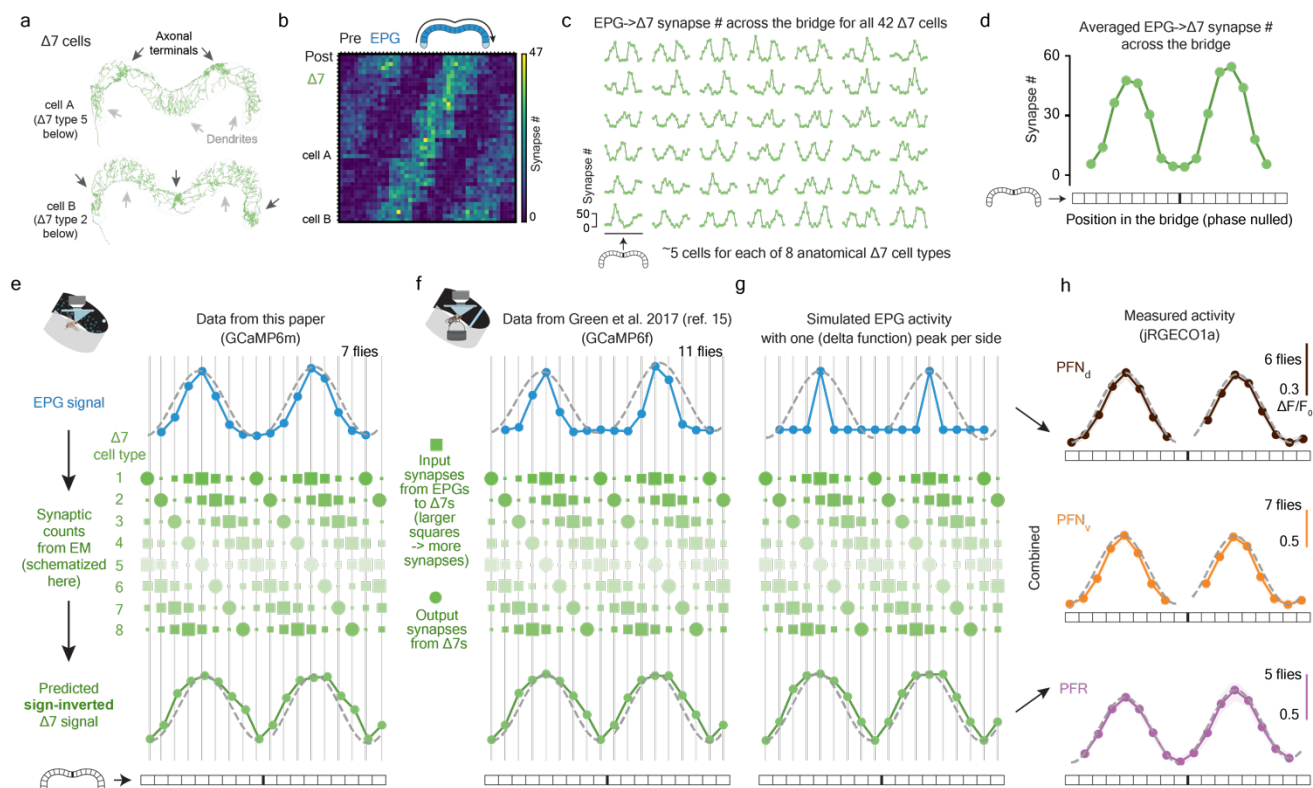 a
Δ7 cells
Axonal
terminals
cell A
(Δ7 type 5
below)
Dendrites
cell B
(Δ7 type 2
below)
b
Pre EPG
Post
Δ7
cell A
cell B
47
Synapse #
0
c
EPG->Δ7 synapse # across the bridge for all 42 Δ7 cells
Synapse #
50
0
~5 cells for each of 8 anatomical Δ7 cell types
d
Averaged EPG->Δ7 synapse #
across the bridge
60
30
0
Synapse #
Position in the bridge (phase nulled)
e
Data from this paper
(GCaMP6m)
7 flies
EPG signal
Δ7
cell type
1
2
3
4
5
6
7
8
Synaptic
counts
from EM
(schematized
here)
Predicted
sign-inverted
Δ7 signal
f
Data from Green et al. 2017 (ref. 15)
(GCaMP6f)
11 flies
Input
synapses
from EPGs
to Δ7s
(larger
squares
-> more
synapses)
Output
synapses
from Δ7s
g
Simulated EPG activity
with one (delta function) peak per side
Combined
h
Measured activity
(jRGECO1a)
PFNd
6 flies
0.3
ΔF/F0
PFNv
7 flies
0.5
PFR
5 flies
0.5